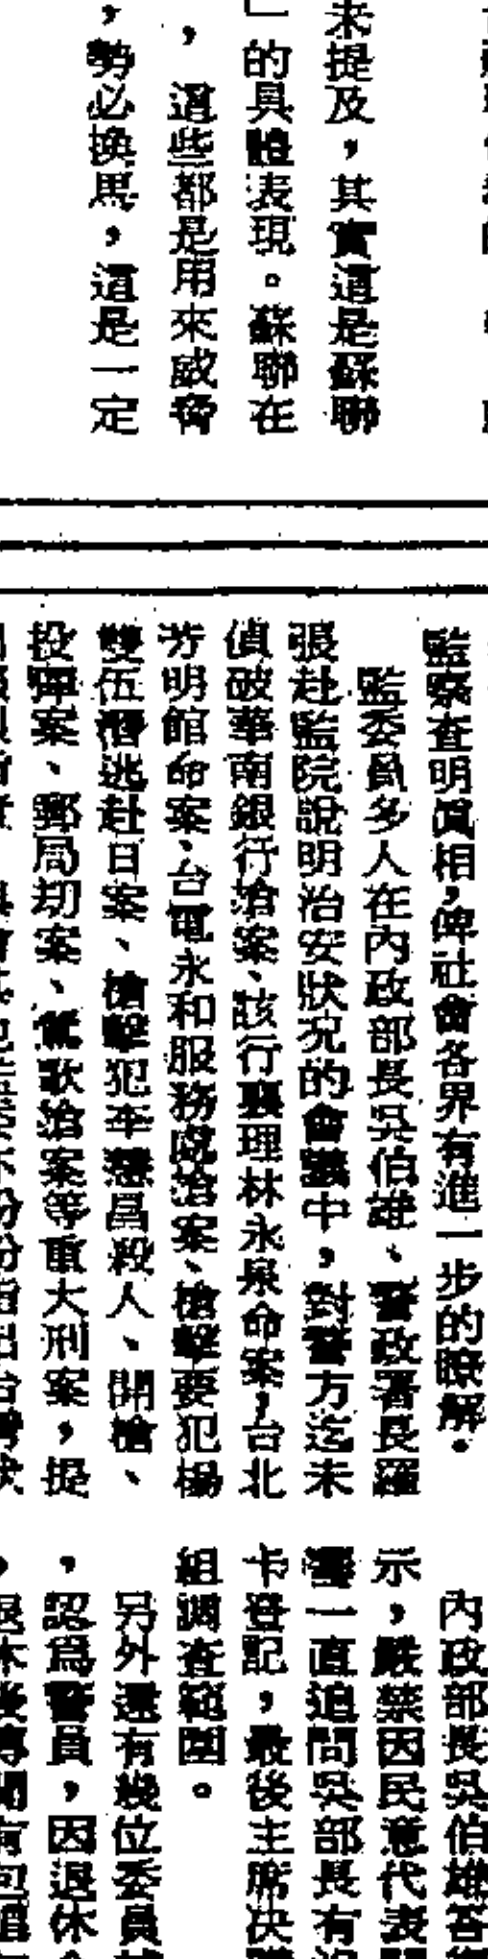 未提及，其實這是蘇聯
」的具體表現。蘇聯在
，這些都是用來威脅
，勢必換馬，這是一定
監察查明真相，俾社會各界有進一步的瞭解。
監委員多人在內政部長吳伯雄、警政署長羅
張赴監院說明治安狀況的會議中，對警方迄未
偵破華南銀行搶案、該行襄理林永泉命案，台北
芳明館命案、台電永和服務處搶案、槍擊要犯楊
雙伍潛逃赴日案、槍擊犯李慧昌殺人、開槍、
投彈案、郵局刧案、搶案等重大刑案，提
內政部長吳伯雄答
示，嚴禁因民意代表
一直追問吳部長有
卡登記，最後主席決
組調查範圍。
另外還有幾位委員
，認爲警員，因退休